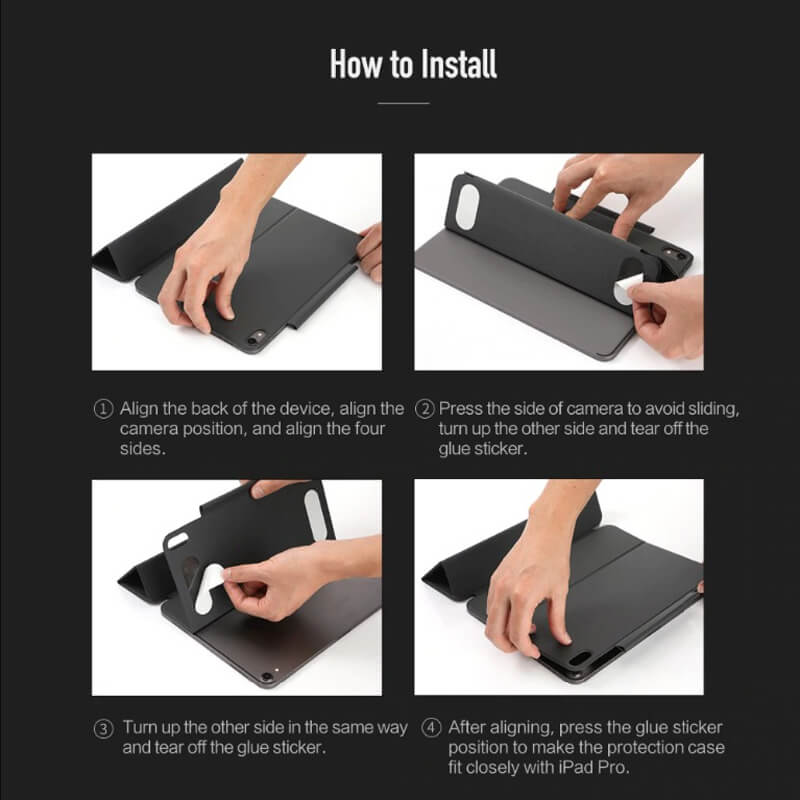 How to Install
① Align the back of the device, align the
camera position, and align the four
sides.
② Press the side of camera to avoid sliding,
turn up the other side and tear off the
glue sticker.
③ Turn up the other side in the same way
and tear off the glue sticker.
④ After aligning, press the glue sticker
position to make the protection case
fit closely with iPad Pro.